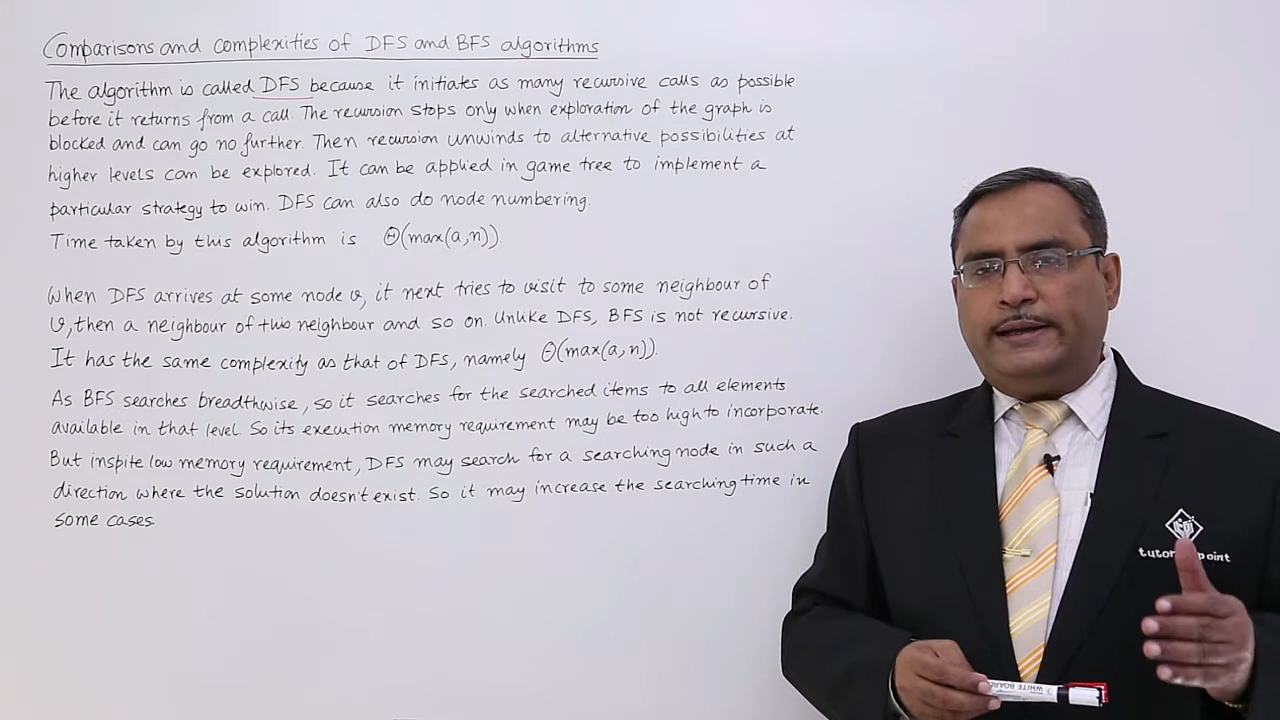 Comparisons and complexities of DFS and BFS algorithms
The algorithm is called DFS because it initiates as many recursive calls as possible
before it returns from a call. The recursion stops only when exploration of the graph is
blocked and can go no further. Then recursion unwinds to alternative possibilities at
higher levels can be explored. It can be applied in game tree to implement a
particular strategy to win. DFS can also do node numbering.
Time taken by this algorithm is Θ(max(a,n)).
When DFS arrives at some node v, it next tries to visit to some neighbour of
v, then a neighbour of this neighbour and so on. Unlike DFS, BFS is not recursive.
It has the same complexity as that of DFS, namely Θ(max(a,n)).
As BFS searches breadthwise, so it searches for the searched items to all elements
available in that level. So its execution memory requirement may be too high to incorporate.
But inspite low memory requirement, DFS may search for a searching node in such a
direction where the solution doesn't exist. So it may increase the searching time in
some cases.
WHITE BOARD